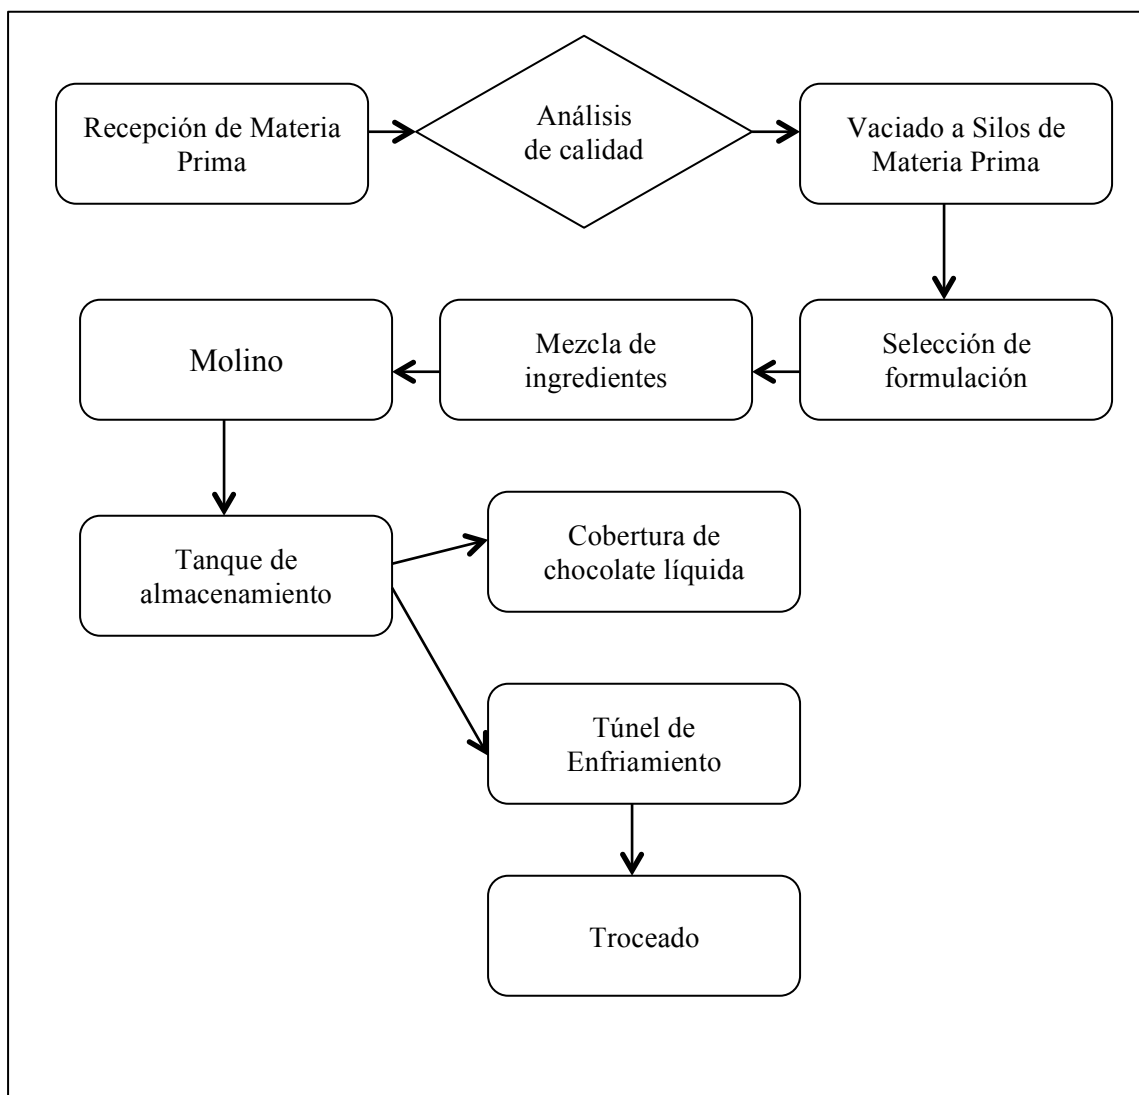 Recepción de Materia
Prima
Análisis
de calidad
Vaciado a Silos de
Materia Prima
Selección de
formulación
Mezcla de
ingredientes
Molino
Tanque de
almacenamiento
Cobertura de
chocolate líquida
Túnel de
Enfriamiento
Troceado